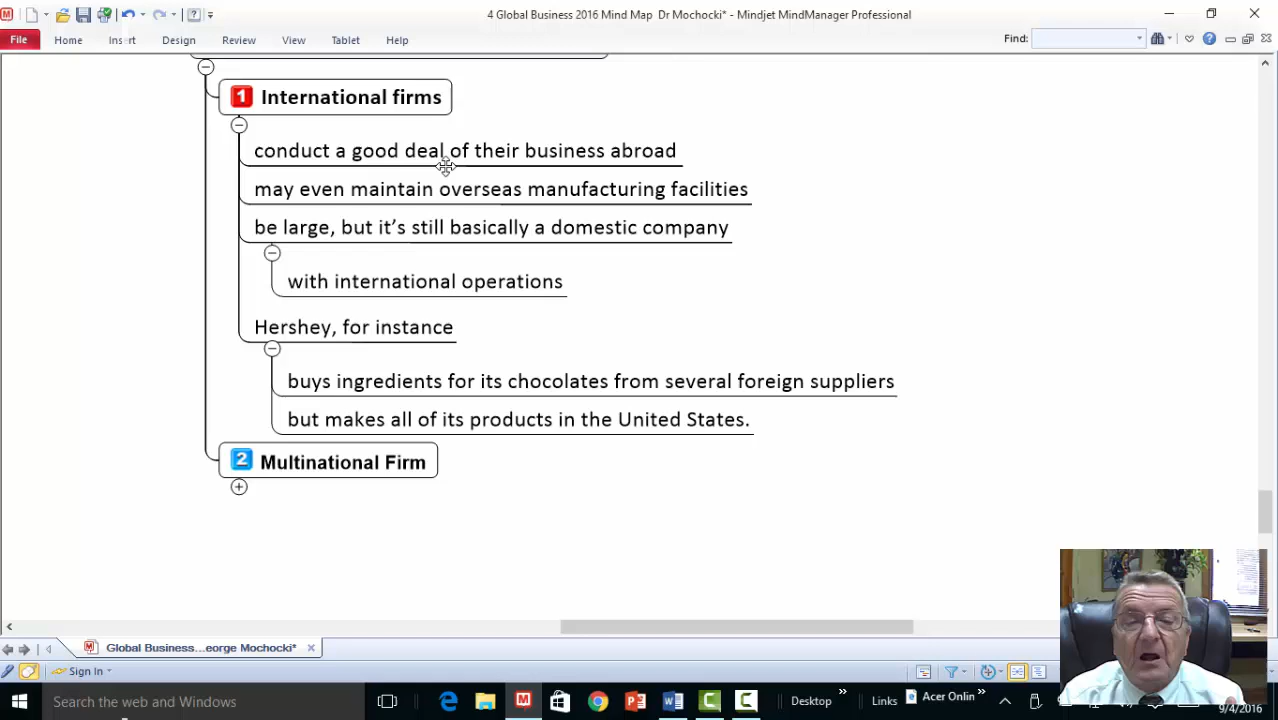 4 Global Business 2016 Mind Map Dr Mochocki* - Mindjet MindManager Professional
File Home Insert Design Review View Tablet Help Find:
1 International firms
conduct a good deal of their business abroad
may even maintain overseas manufacturing facilities
be large, but it’s still basically a domestic company
with international operations
Hershey, for instance
buys ingredients for its chocolates from several foreign suppliers
but makes all of its products in the United States.
2 Multinational Firm
Global Business...eorge Mochocki*
Sign In
Search the web and Windows Desktop Links Acer Onlin
9/4/2016